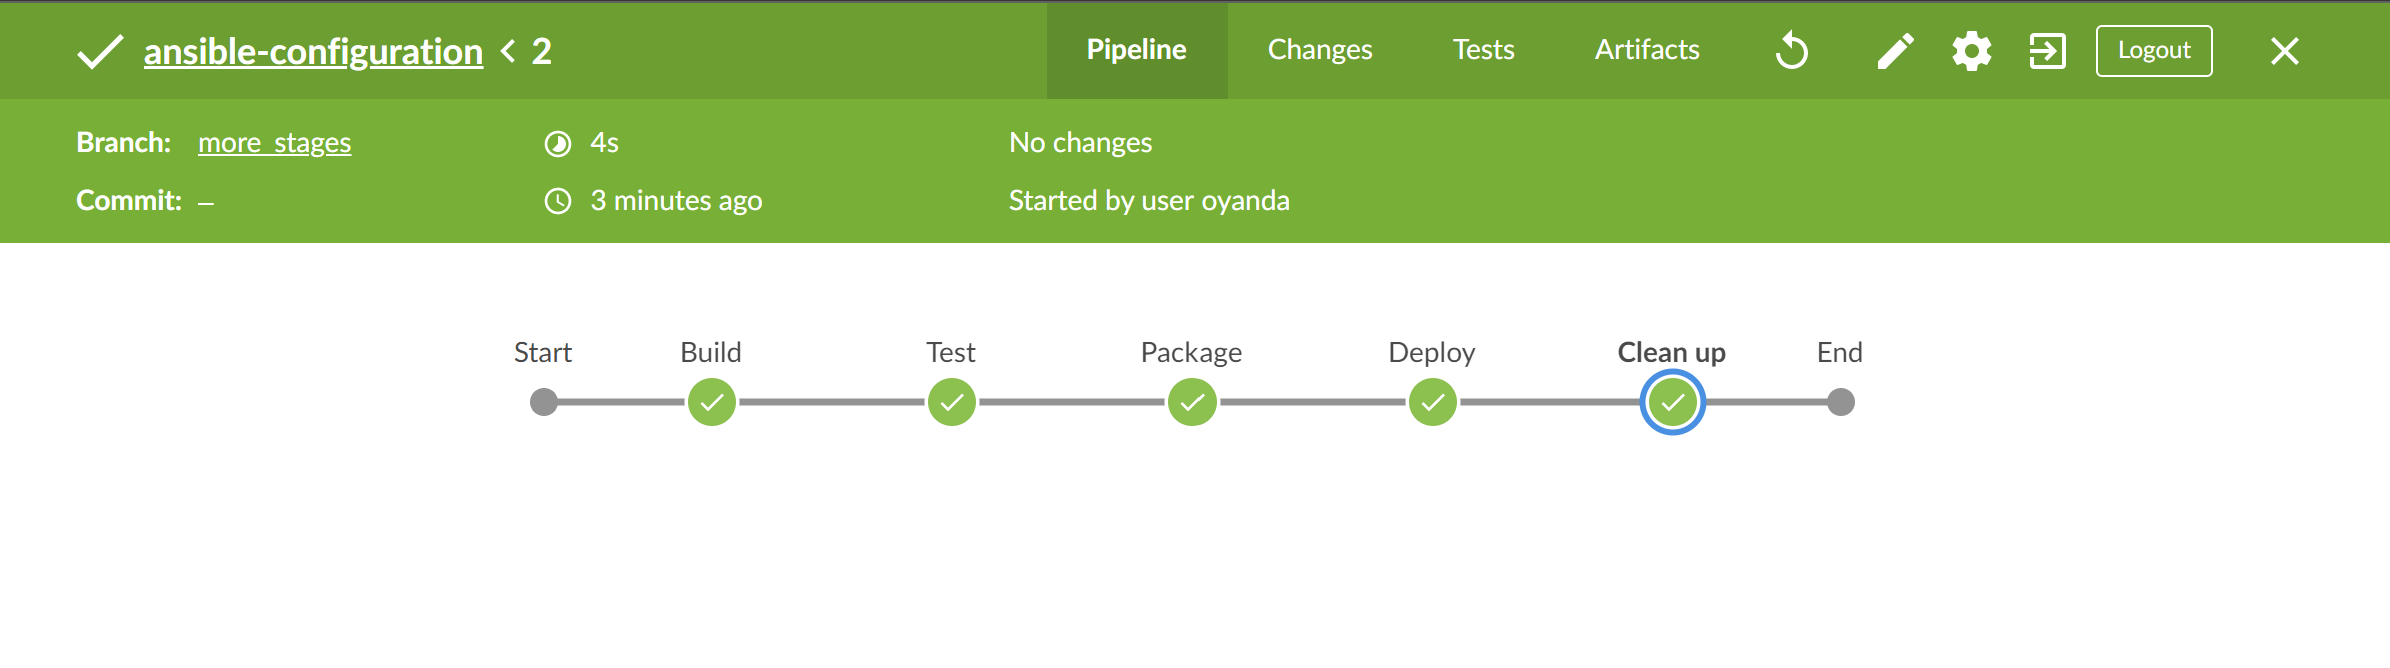 ansible-configuration < 2
Pipeline Changes Tests Artifacts Logout
Branch: more_stages 4s No changes
Commit: – 3 minutes ago Started by user oyanda
Start Build Test Package Deploy Clean up End